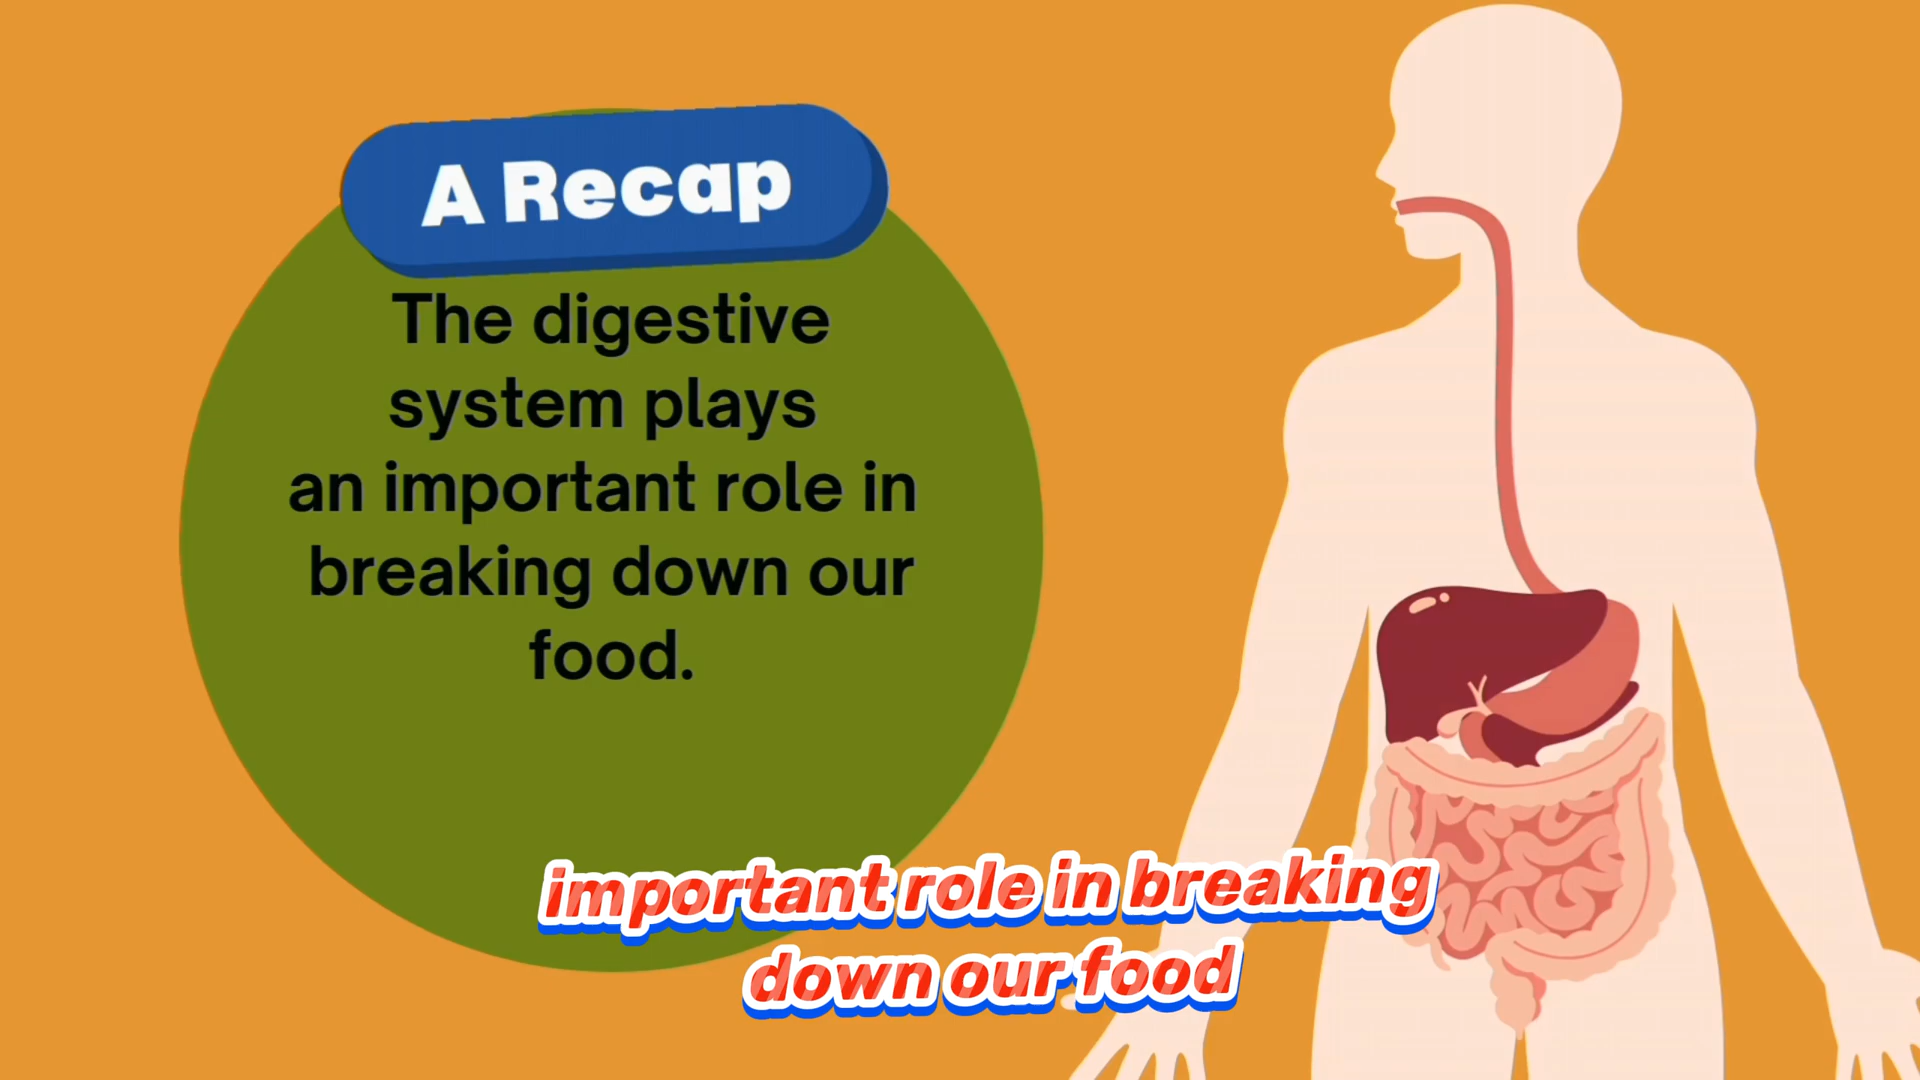 A Recap
The digestive
system plays
an important role in
breaking down our
food.
important role in breaking
down our food